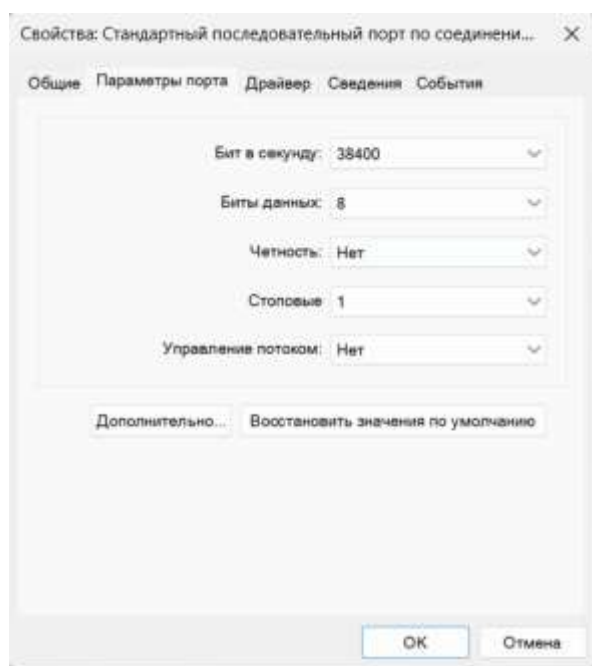 Свойства: Стандартный последовательный порт по соединени...
Общие Параметры порта Драйвер Сведения События
Бит в секунду: 38400
Биты данных: 8
Четность: Нет
Стоповые 1
Управление потоком: Нет
Дополнительно... Восстановить значения по умолчанию
OK Отмена